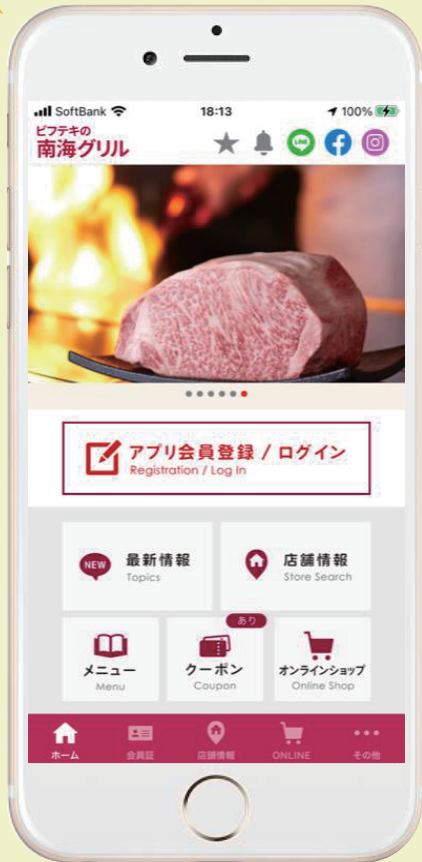 SoftBank 18:13 100%
ビフテキの
南海グリル
LINE
アプリ会員登録 / ログイン
Registration / Log In
NEW 最新情報
Topics
店舗情報
Store Search
あり
メニュー
Menu
クーポン
Coupon
オンラインショップ
Online Shop
ホーム 会員証 店舗情報 ONLINE その他